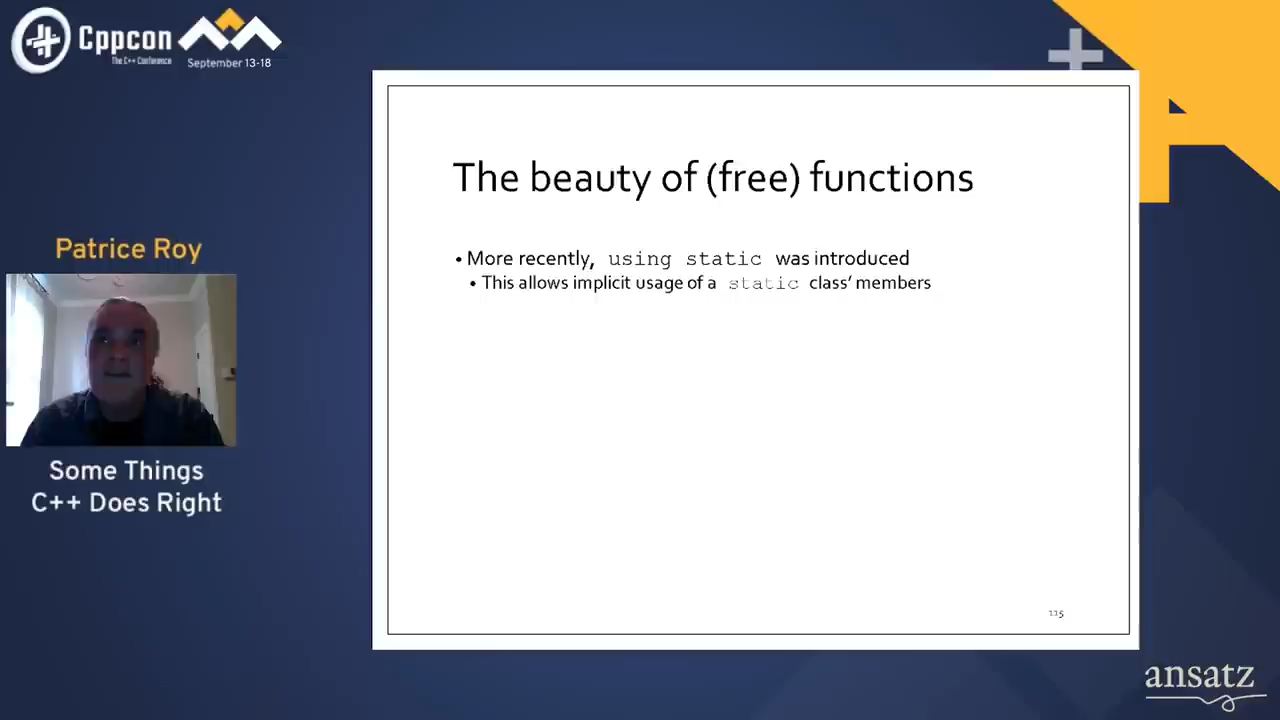 Cppcon
The C++ Conference
September 13-18
Patrice Roy
Some Things
C++ Does Right
The beauty of (free) functions
• More recently, using static was introduced
• This allows implicit usage of a static class’ members
115
ansatz